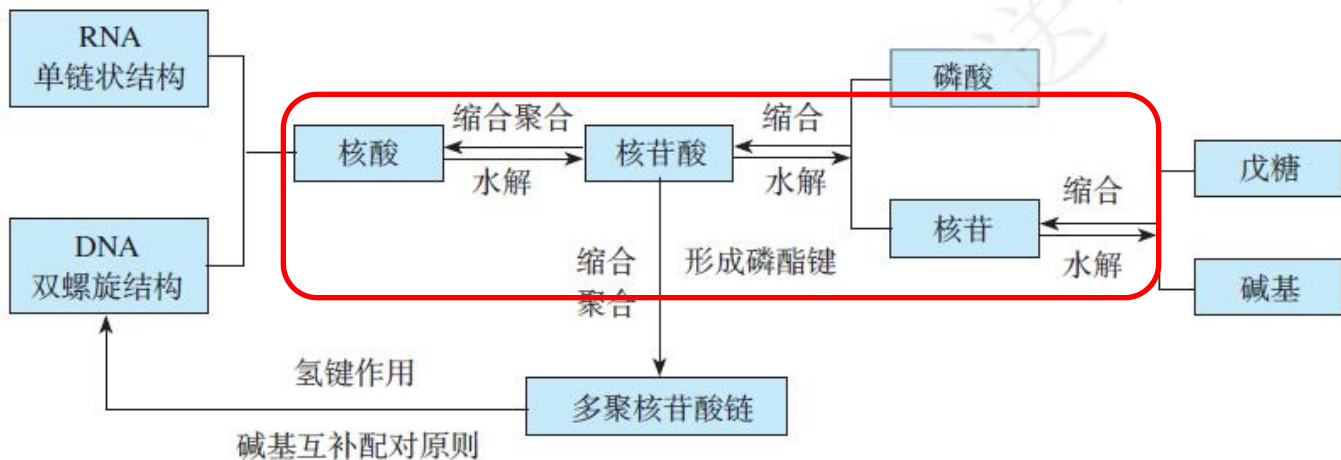 RNA
单链状结构
核酸
缩合聚合
水解
核苷酸
缩合
水解
磷酸
核苷
缩合
水解
戊糖
碱基
DNA
双螺旋结构
缩合
聚合
形成磷酯键
氢键作用
碱基互补配对原则
多聚核苷酸链
送